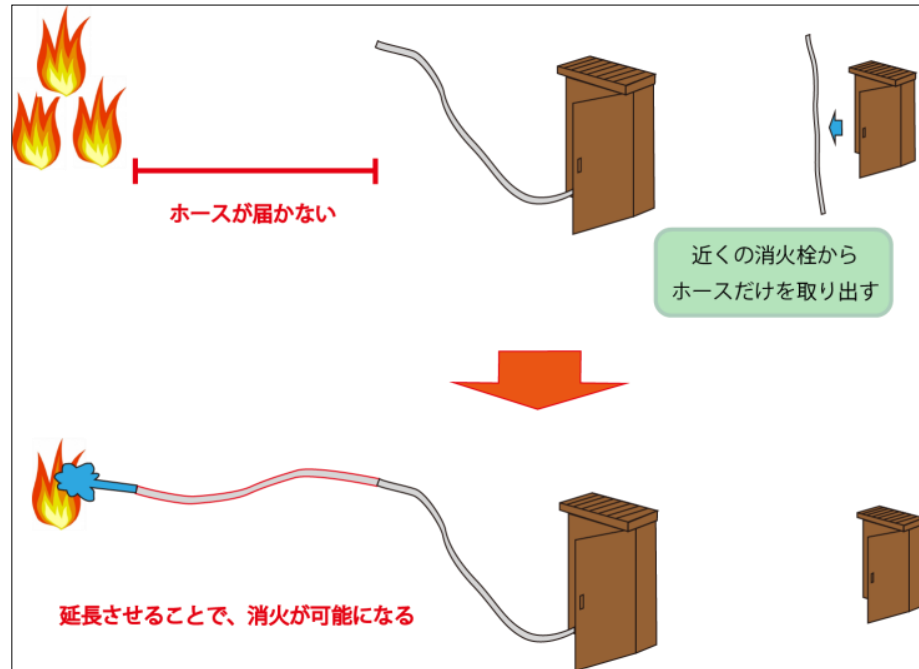 ホースが届かない
近くの消火栓から
ホースだけを取り出す
延長させることで、消火が可能になる